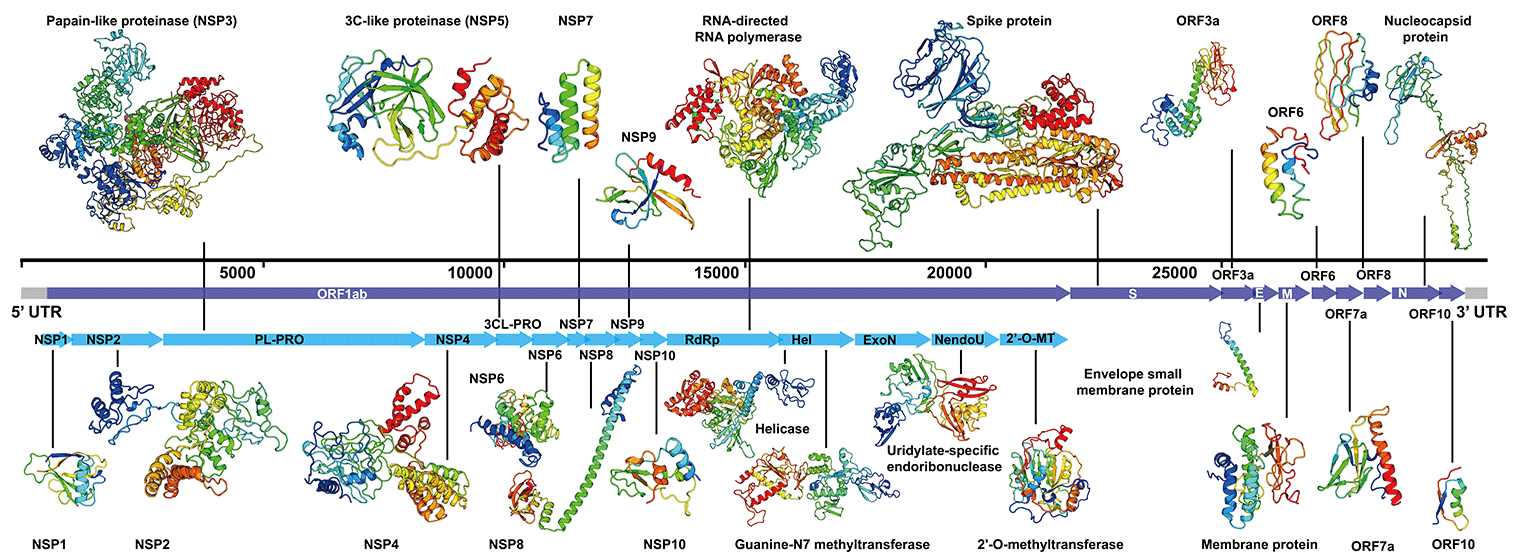 Papain-like proteinase (NSP3)
3C-like proteinase (NSP5)
NSP7
RNA-directed
RNA polymerase
Spike protein
ORF3a
ORF8
Nucleocapsid
protein
NSP9
ORF6
5000
10000
15000
20000
25000
ORF3a
ORF6
ORF8
ORF1ab
S
E
M
N
5' UTR
ORF7a
ORF10
3' UTR
3CL-PRO
NSP7
NSP9
NSP1
NSP2
PL-PRO
NSP4
RdRp
Hel
ExoN
NendoU
2'-O-MT
NSP6
NSP8
NSP10
NSP6
Envelope small
membrane protein
Helicase
Uridylate-specific
endoribonuclease
NSP1
NSP2
NSP4
NSP8
NSP10
Guanine-N7 methyltransferase
2'-O-methyltransferase
Membrane protein
ORF7a
ORF10